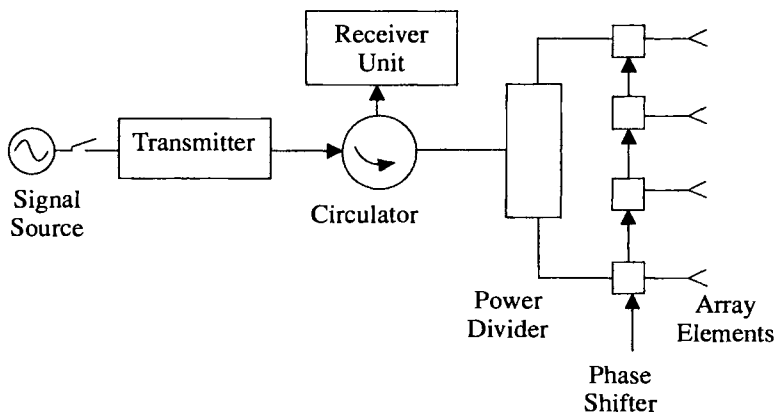 Receiver
Unit
Transmitter
Signal
Source
Circulator
Power
Divider
Array
Elements
Phase
Shifter